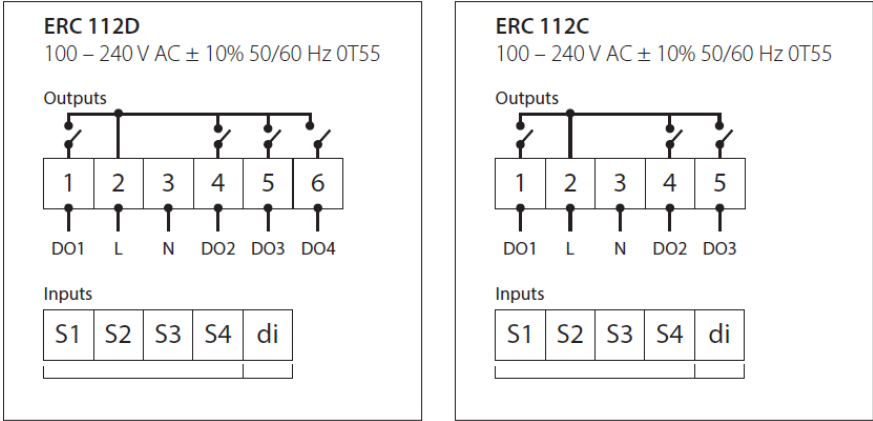 ERC 112D
100 – 240 V AC ± 10% 50/60 Hz 0T55
Outputs
1 2 3 4 5 6
DO1 L N DO2 DO3 DO4
Inputs
S1 S2 S3 S4 di
ERC 112C
100 – 240 V AC ± 10% 50/60 Hz 0T55
Outputs
1 2 3 4 5
DO1 L N DO2 DO3
Inputs
S1 S2 S3 S4 di